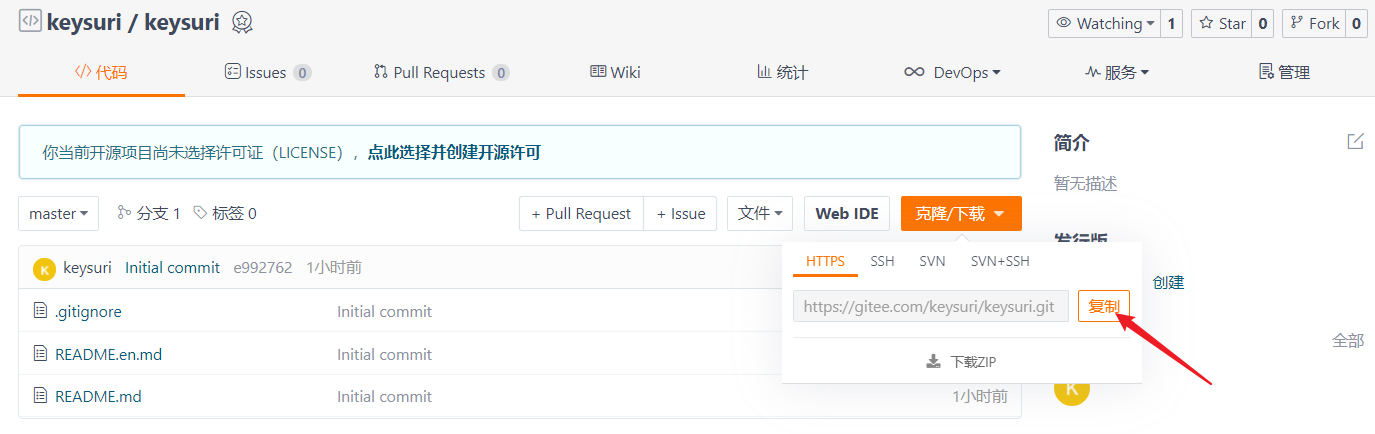 keysuri / keysuri
Watching 1 Star 0 Fork 0
代码 Issues 0 Pull Requests 0 Wiki 统计 DevOps 服务 管理
你当前开源项目尚未选择许可证（LICENSE），点此选择并创建开源许可
简介
暂无描述
master 分支 1 标签 0 + Pull Request + Issue 文件 Web IDE 克隆/下载
发行版
K keysuri Initial commit e992762 1小时前
HTTPS SSH SVN SVN+SSH
创建
https://gitee.com/keysuri/keysuri.git 复制
.gitignore Initial commit
全部
README.en.md Initial commit
下载ZIP
K
README.md Initial commit 1小时前